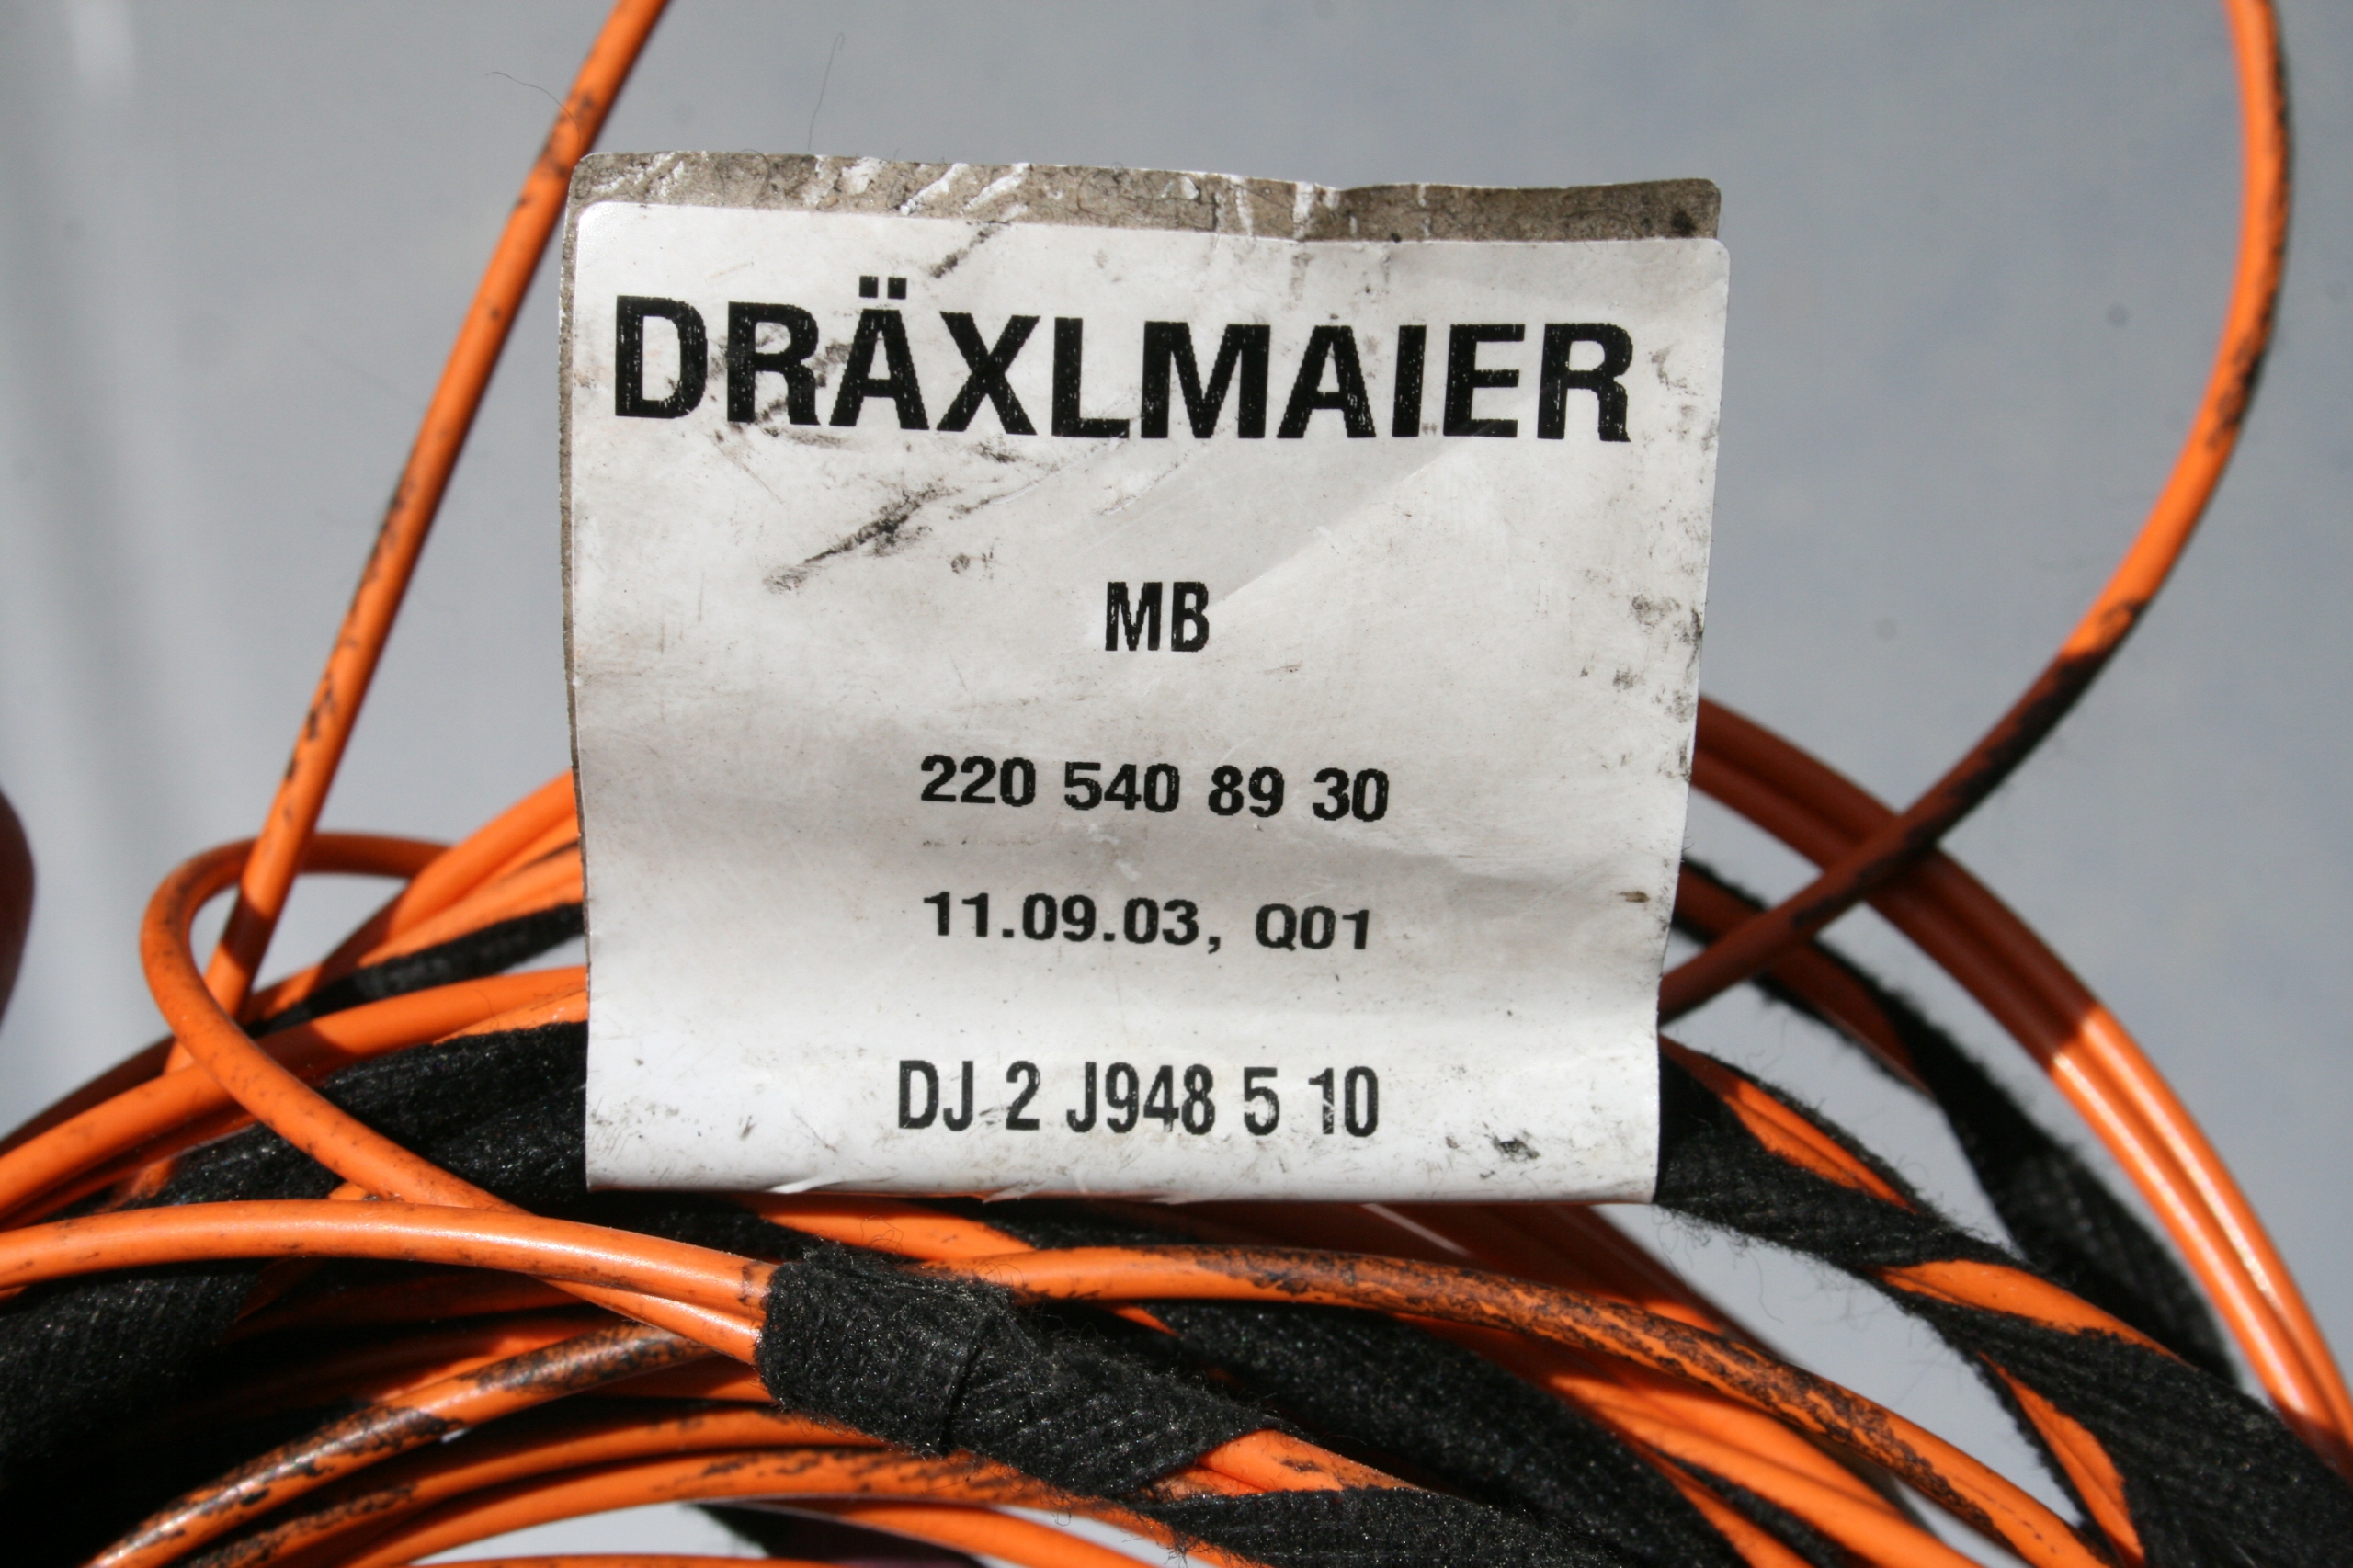 DRÄXLMAIER
MB
220 540 89 30
11.09.03, Q01
DJ 2 J948 5 10